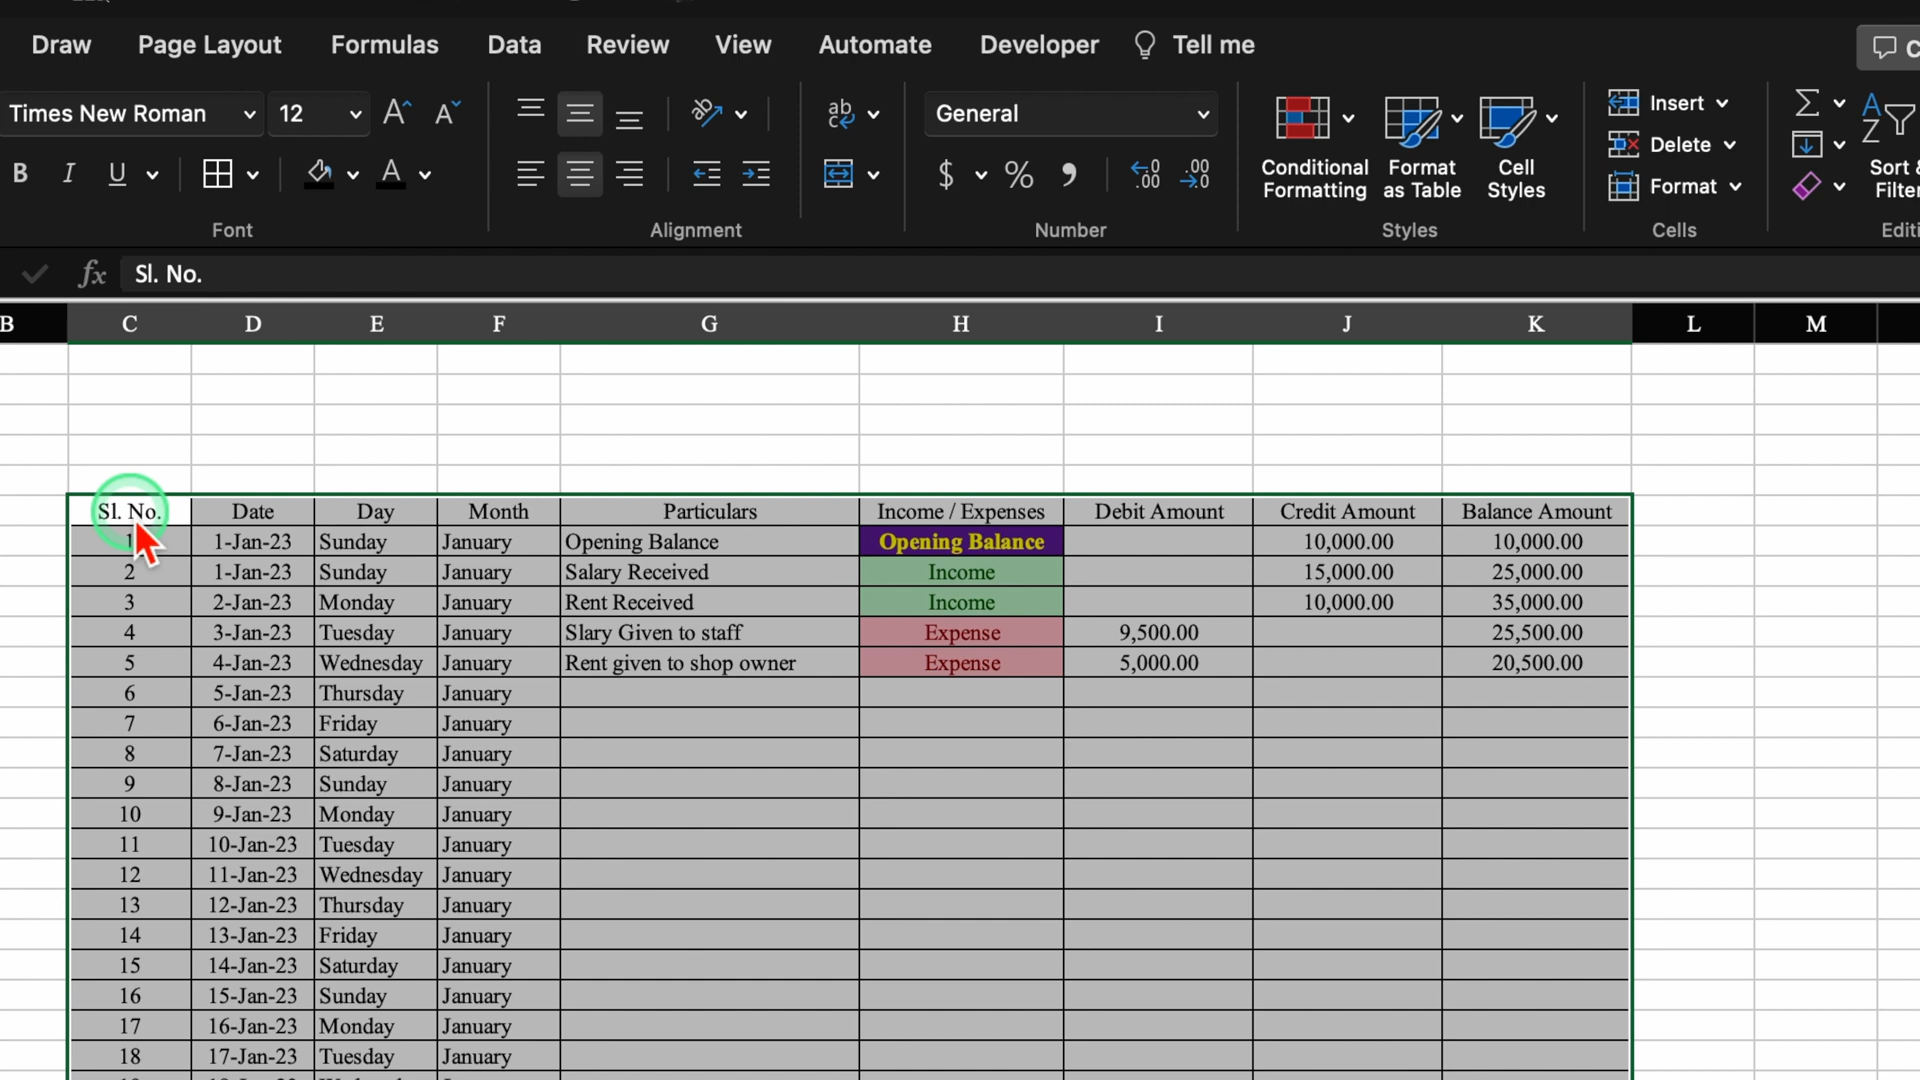 Draw Page Layout Formulas Data Review View Automate Developer Tell me
Times New Roman 12 General Insert
B I U $ % Conditional Formatting Format as Table Cell Styles Delete
Format
Font Alignment Number Styles Cells
fx Sl. No.
B C D E F G H I J K L M
Sl. No. Date Day Month Particulars Income / Expenses Debit Amount Credit Amount Balance Amount
1 1-Jan-23 Sunday January Opening Balance Opening Balance 10,000.00 10,000.00
2 1-Jan-23 Sunday January Salary Received Income 15,000.00 25,000.00
3 2-Jan-23 Monday January Rent Received Income 10,000.00 35,000.00
4 3-Jan-23 Tuesday January Slary Given to staff Expense 9,500.00 25,500.00
5 4-Jan-23 Wednesday January Rent given to shop owner Expense 5,000.00 20,500.00
6 5-Jan-23 Thursday January
7 6-Jan-23 Friday January
8 7-Jan-23 Saturday January
9 8-Jan-23 Sunday January
10 9-Jan-23 Monday January
11 10-Jan-23 Tuesday January
12 11-Jan-23 Wednesday January
13 12-Jan-23 Thursday January
14 13-Jan-23 Friday January
15 14-Jan-23 Saturday January
16 15-Jan-23 Sunday January
17 16-Jan-23 Monday January
18 17-Jan-23 Tuesday January